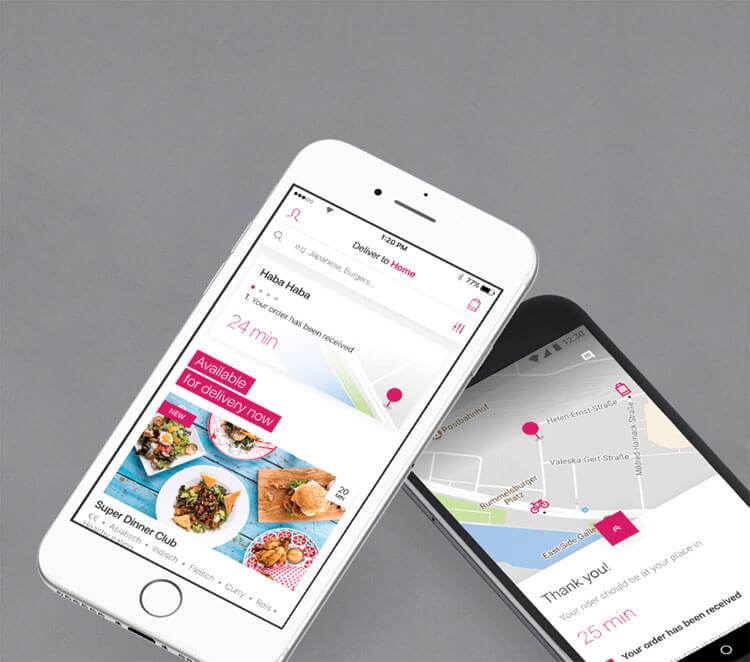 1:20 PM
77%
Deliver to Home
e.g. Japanese, Burgers ...
Haba Haba
1. Your order has been received
24 min
Available
for delivery now
NEW
20
MIN
Super Dinner Club
€€ • Asiatisch • Indisch • Fleisch • Curry • Reis •
Healthy Eating
12:30
Postbahnhof
Helen-Ernst-Straße
Valeska-Gert-Straße
Mildred-Harnack-Straße
Rummelsburger
Platz
East Side Galle
Thank you!
Your rider should be at your place in
25 min
Your order has been received